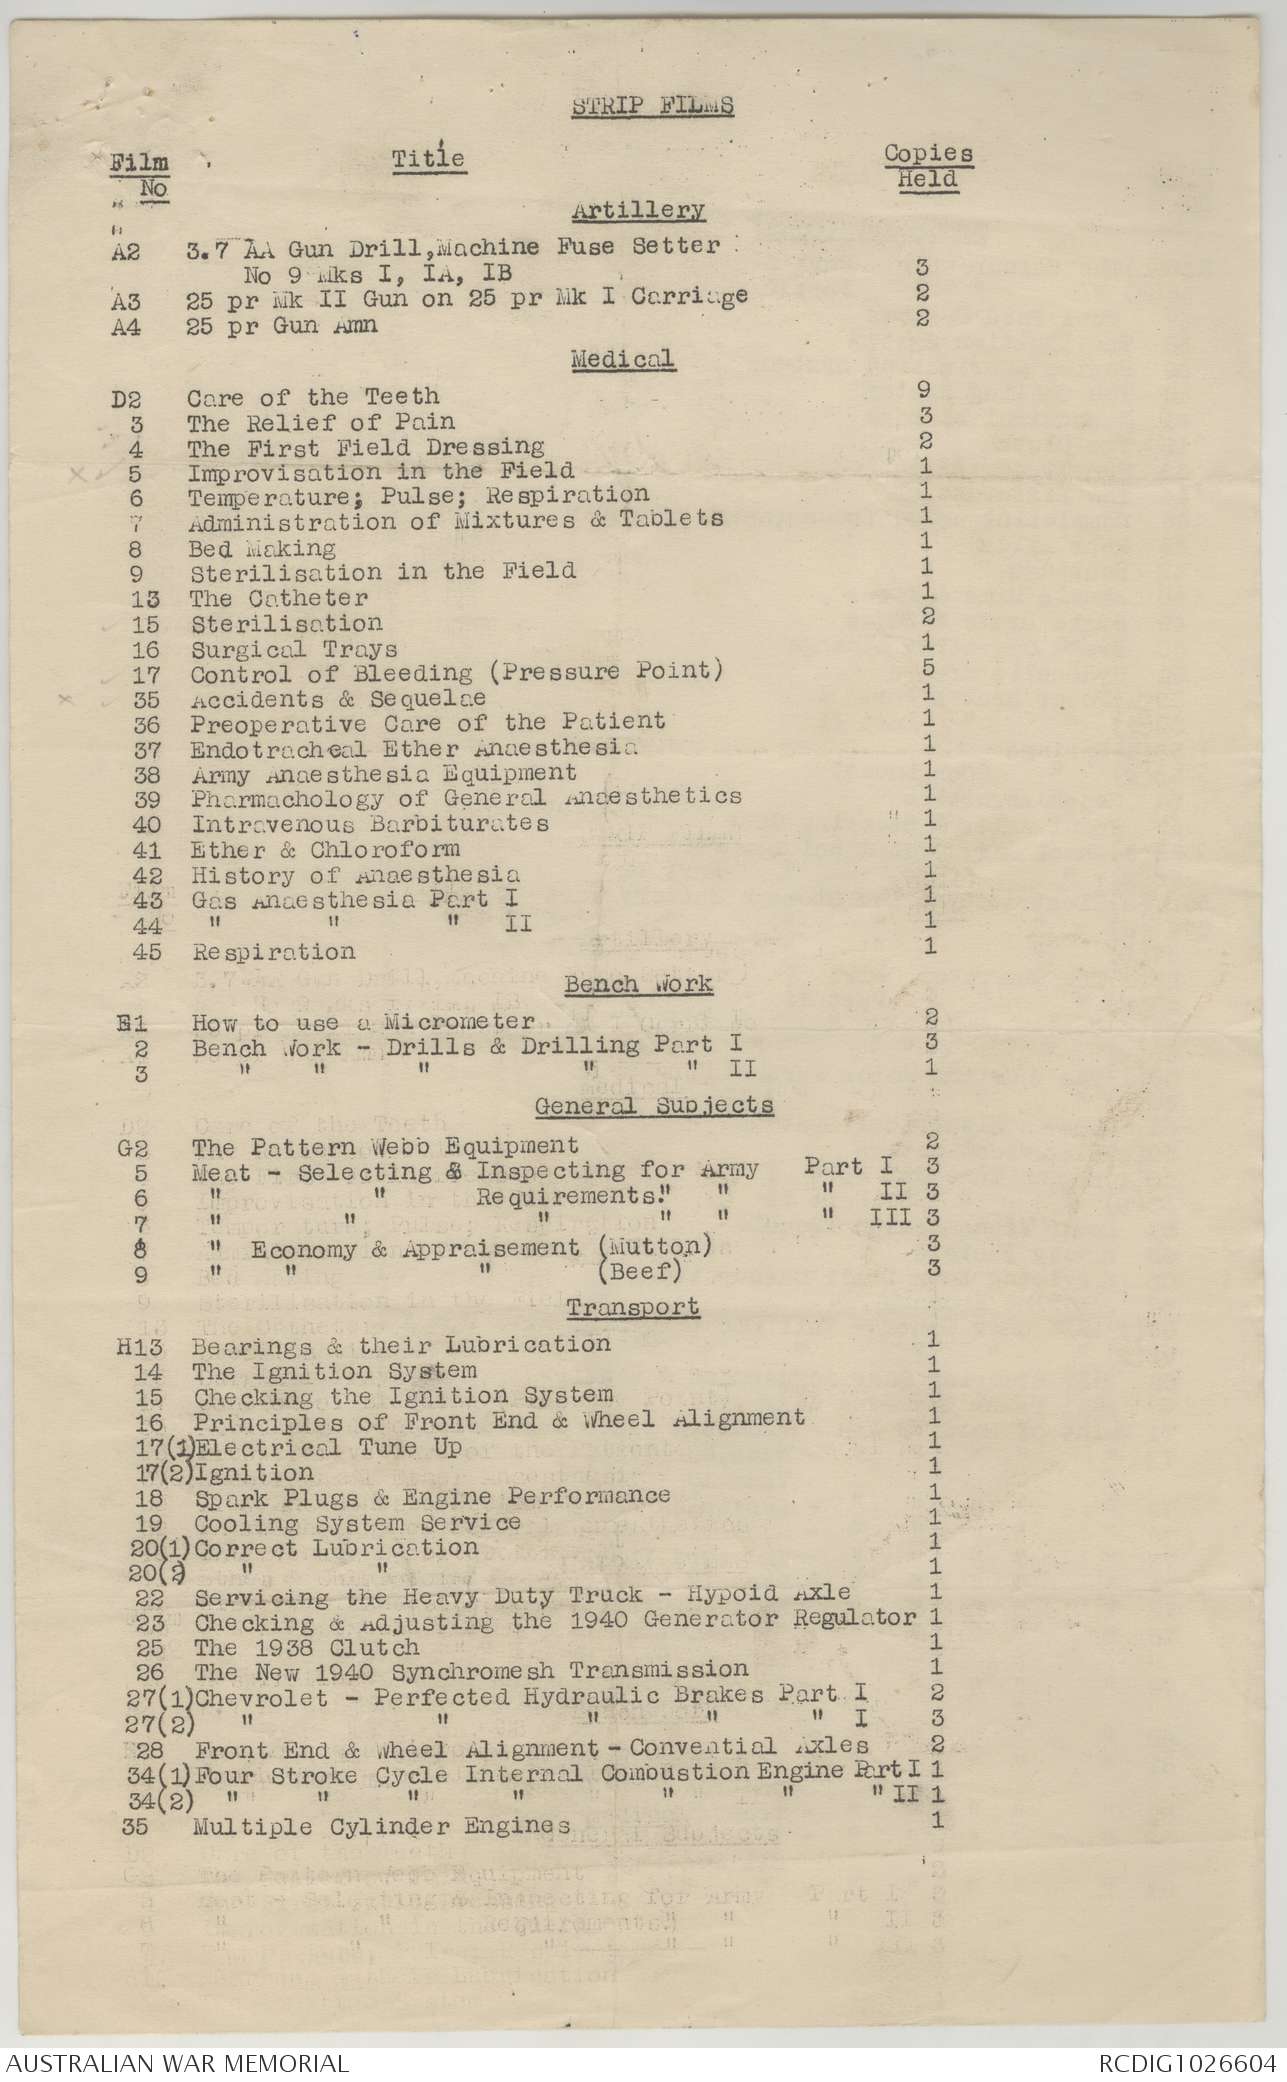 STRIP FILMS
Film No Title Copies Held
Artillery
A2 3.7 AA Gun Drill,Machine Fuse Setter
No 9 Mks I, IA, IB 3
A3 25 pr Mk II Gun on 25 pr Mk I Carriage 2
A4 25 pr Gun Amn 2
Medical
D2 Care of the Teeth 9
3 The Relief of Pain 3
4 The First Field Dressing 2
5 Improvisation in the Field 1
6 Temperature; Pulse; Respiration 1
7 Administration of Mixtures & Tablets 1
8 Bed Making 1
9 Sterilisation in the Field 1
13 The Catheter 1
15 Sterilisation 2
16 Surgical Trays 1
17 Control of Bleeding (Pressure Point) 5
35 Accidents & Sequelae 1
36 Preoperative Care of the Patient 1
37 Endotracheal Ether Anaesthesia 1
38 Army Anaesthesia Equipment 1
39 Pharmachology of General Anaesthetics 1
40 Intravenous Barbiturates 1
41 Ether & Chloroform 1
42 History of Anaesthesia 1
43 Gas Anaesthesia Part I 1
44 " " " II 1
45 Respiration 1
Bench Work
E1 How to use a Micrometer 2
2 Bench Work - Drills & Drilling Part I 3
3 " " " " " II 1
General Subjects
G2 The Pattern Webb Equipment 2
5 Meat - Selecting & Inspecting for Army Part I 3
6 " " Requirements." " " II 3
7 " " " " " " III 3
8 " Economy & Appraisement (Mutton) 3
9 " " " (Beef) 3
Transport
H13 Bearings & their Lubrication 1
14 The Ignition System 1
15 Checking the Ignition System 1
16 Principles of Front End & Wheel Alignment 1
17(1)Electrical Tune Up 1
17(2)Ignition 1
18 Spark Plugs & Engine Performance 1
19 Cooling System Service 1
20(1)Correct Lubrication 1
20(2) " " 1
22 Servicing the Heavy Duty Truck - Hypoid Axle 1
23 Checking & Adjusting the 1940 Generator Regulator 1
25 The 1938 Clutch 1
26 The New 1940 Synchromesh Transmission 1
27(1)Chevrolet - Perfected Hydraulic Brakes Part I 2
27(2) " " " " " I 3
28 Front End & Wheel Alignment - Convential Axles 2
34(1)Four Stroke Cycle Internal Combustion Engine Part I 1
34(2) " " " " " " " II 1
35 Multiple Cylinder Engines 1
AUSTRALIAN WAR MEMORIAL RCDIG1026604